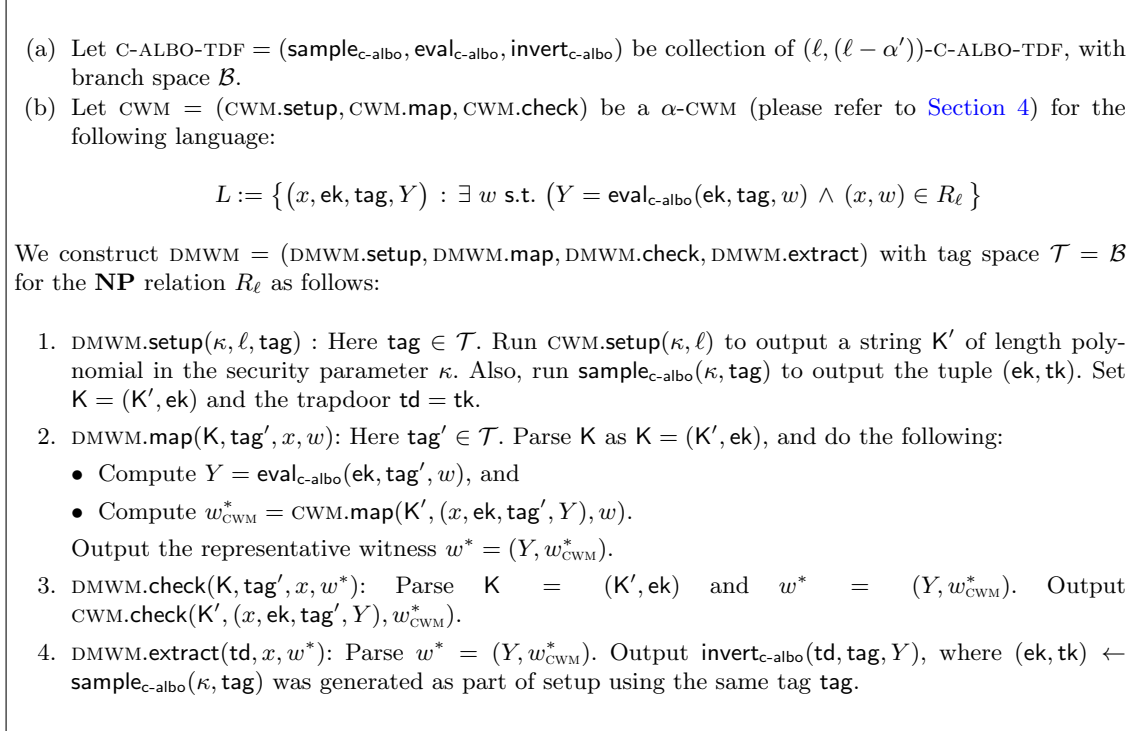 (a) Let C-ALBO-TDF = (sample_c-albo, eval_c-albo, invert_c-albo) be collection of (ℓ, (ℓ − α′))-C-ALBO-TDF, with
branch space ℬ.
(b) Let CWM = (CWM.setup, CWM.map, CWM.check) be a α-CWM (please refer to Section 4) for the
following language:
L := {(x, ek, tag, Y) : ∃ w s.t. (Y = eval_c-albo(ek, tag, w) ∧ (x, w) ∈ R_ℓ }
We construct DMWM = (DMWM.setup, DMWM.map, DMWM.check, DMWM.extract) with tag space 𝒯 = ℬ
for the NP relation R_ℓ as follows:
1. DMWM.setup(κ, ℓ, tag) : Here tag ∈ 𝒯. Run CWM.setup(κ, ℓ) to output a string K′ of length poly-
nomial in the security parameter κ. Also, run sample_c-albo(κ, tag) to output the tuple (ek, tk). Set
K = (K′, ek) and the trapdoor td = tk.
2. DMWM.map(K, tag′, x, w): Here tag′ ∈ 𝒯. Parse K as K = (K′, ek), and do the following:
• Compute Y = eval_c-albo(ek, tag′, w), and
• Compute w*_CWM = CWM.map(K′, (x, ek, tag′, Y), w).
Output the representative witness w* = (Y, w*_CWM).
3. DMWM.check(K, tag′, x, w*): Parse K = (K′, ek) and w* = (Y, w*_CWM). Output
CWM.check(K′, (x, ek, tag′, Y), w*_CWM).
4. DMWM.extract(td, x, w*): Parse w* = (Y, w*_CWM). Output invert_c-albo(td, tag, Y), where (ek, tk) ←
sample_c-albo(κ, tag) was generated as part of setup using the same tag tag.